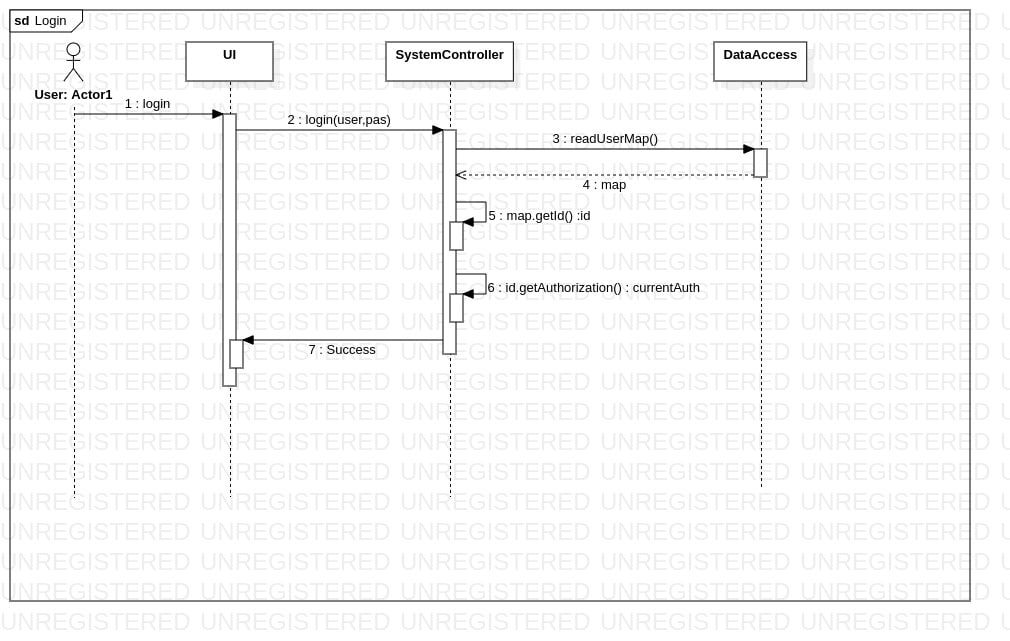 sd Login
UI
SystemController
DataAccess
User: Actor1
1 : login
2 : login(user,pas)
3 : readUserMap()
4 : map
5 : map.getId() :id
6 : id.getAuthorization() : currentAuth
7 : Success
UNREGISTERED UNREGISTERED UNREGISTERED UNREGISTERED UNREGISTERED